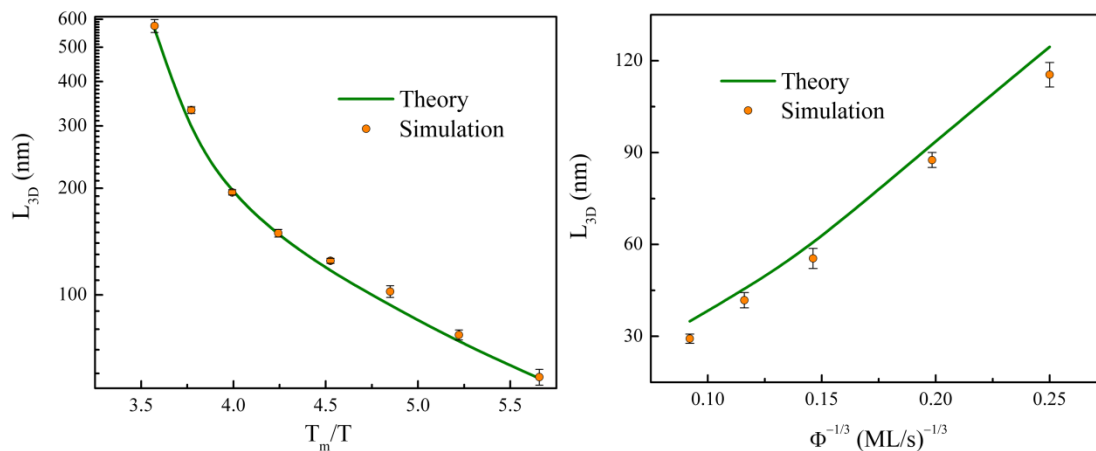 600
500
400
300
200
100
3.5 4.0 4.5 5.0 5.5
L3D (nm)
Tm/T
Theory
Simulation
120
90
60
30
0.10 0.15 0.20 0.25
L3D (nm)
Φ−1/3 (ML/s)−1/3
Theory
Simulation